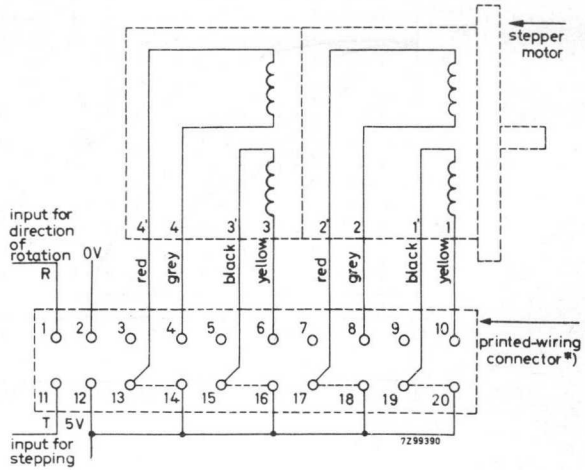 stepper
motor
4' 4 3' 3 2' 2 1' 1
red grey black yellow red grey black yellow
input for
direction
of
rotation
R
0V
1 2 3 4 5 6 7 8 9 10
printed-wiring
connector*)
11 12 13 14 15 16 17 18 19 20
T 5V
7Z99390
input for
stepping